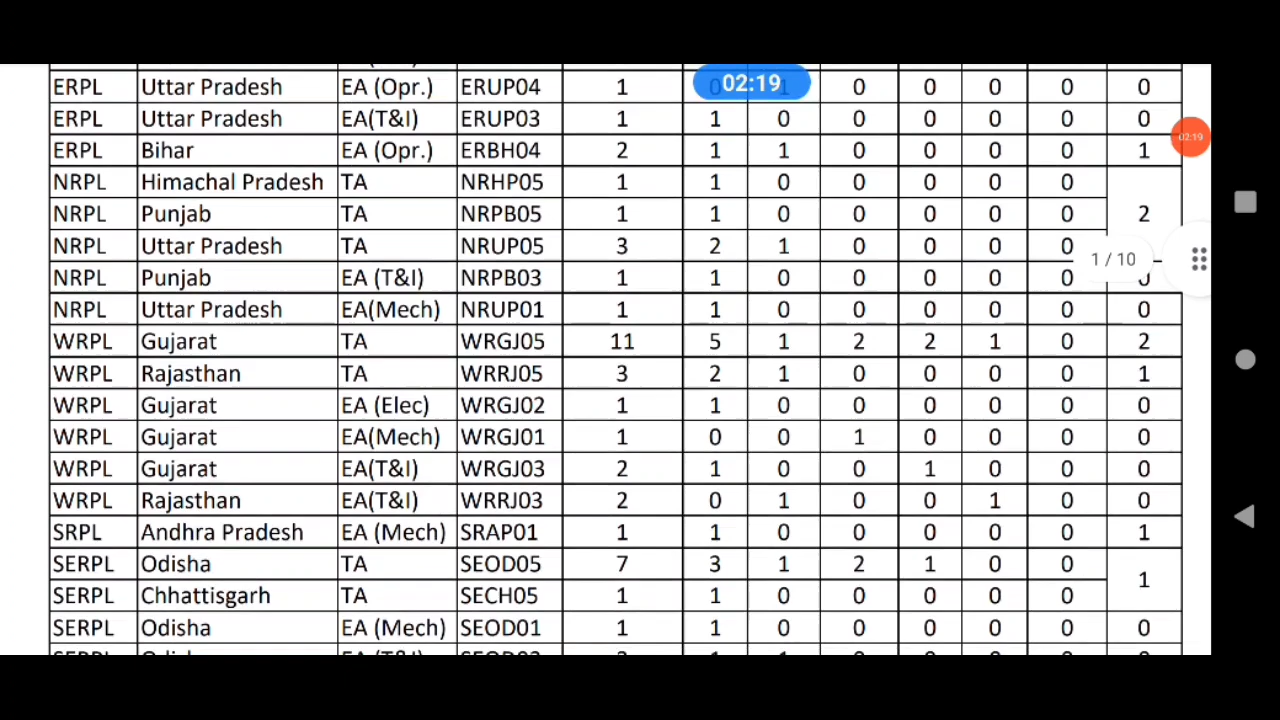 ERPL Uttar Pradesh EA (Opr.) ERUP04 1 0 1 0 0 0 0 0
02:19
ERPL Uttar Pradesh EA(T&I) ERUP03 1 1 0 0 0 0 0 0
02:19
ERPL Bihar EA (Opr.) ERBH04 2 1 1 0 0 0 0 1
NRPL Himachal Pradesh TA NRHP05 1 1 0 0 0 0 0
NRPL Punjab TA NRPB05 1 1 0 0 0 0 0 2
NRPL Uttar Pradesh TA NRUP05 3 2 1 0 0 0 0
1 / 10
NRPL Punjab EA (T&I) NRPB03 1 1 0 0 0 0 0
NRPL Uttar Pradesh EA(Mech) NRUP01 1 1 0 0 0 0 0 0
WRPL Gujarat TA WRGJ05 11 5 1 2 2 1 0 2
WRPL Rajasthan TA WRRJ05 3 2 1 0 0 0 0 1
WRPL Gujarat EA (Elec) WRGJ02 1 1 0 0 0 0 0 0
WRPL Gujarat EA(Mech) WRGJ01 1 0 0 1 0 0 0 0
WRPL Gujarat EA(T&I) WRGJ03 2 1 0 0 1 0 0 0
WRPL Rajasthan EA(T&I) WRRJ03 2 0 1 0 0 1 0 0
SRPL Andhra Pradesh EA (Mech) SRAP01 1 1 0 0 0 0 0 1
SERPL Odisha TA SEOD05 7 3 1 2 1 0 0 1
SERPL Chhattisgarh TA SECH05 1 1 0 0 0 0 0
SERPL Odisha EA (Mech) SEOD01 1 1 0 0 0 0 0 0